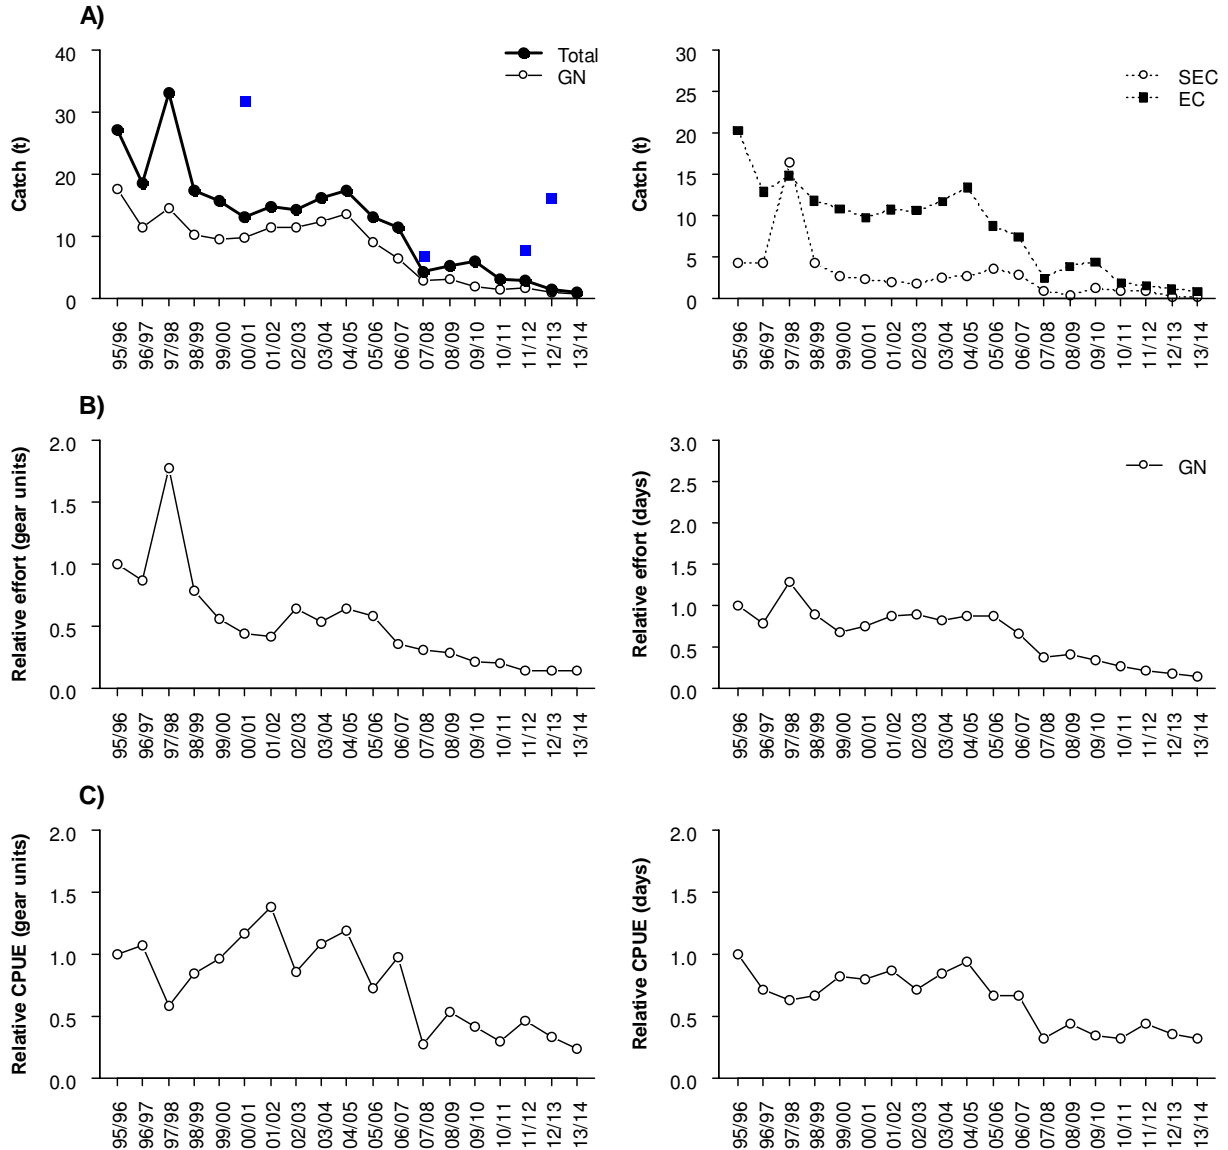 A)
Catch (t)
40
30
20
10
0
Total
GN
95/96 96/97 97/98 98/99 99/00 00/01 01/02 02/03 03/04 04/05 05/06 06/07 07/08 08/09 09/10 10/11 11/12 12/13 13/14
Catch (t)
30
25
20
15
10
5
0
SEC
EC
95/96 96/97 97/98 98/99 99/00 00/01 01/02 02/03 03/04 04/05 05/06 06/07 07/08 08/09 09/10 10/11 11/12 12/13 13/14
B)
Relative effort (gear units)
2.0
1.5
1.0
0.5
0.0
95/96 96/97 97/98 98/99 99/00 00/01 01/02 02/03 03/04 04/05 05/06 06/07 07/08 08/09 09/10 10/11 11/12 12/13 13/14
Relative effort (days)
3.0
2.5
2.0
1.5
1.0
0.5
0.0
GN
95/96 96/97 97/98 98/99 99/00 00/01 01/02 02/03 03/04 04/05 05/06 06/07 07/08 08/09 09/10 10/11 11/12 12/13 13/14
C)
Relative CPUE (gear units)
2.0
1.5
1.0
0.5
0.0
95/96 96/97 97/98 98/99 99/00 00/01 01/02 02/03 03/04 04/05 05/06 06/07 07/08 08/09 09/10 10/11 11/12 12/13 13/14
Relative CPUE (days)
2.0
1.5
1.0
0.5
0.0
95/96 96/97 97/98 98/99 99/00 00/01 01/02 02/03 03/04 04/05 05/06 06/07 07/08 08/09 09/10 10/11 11/12 12/13 13/14